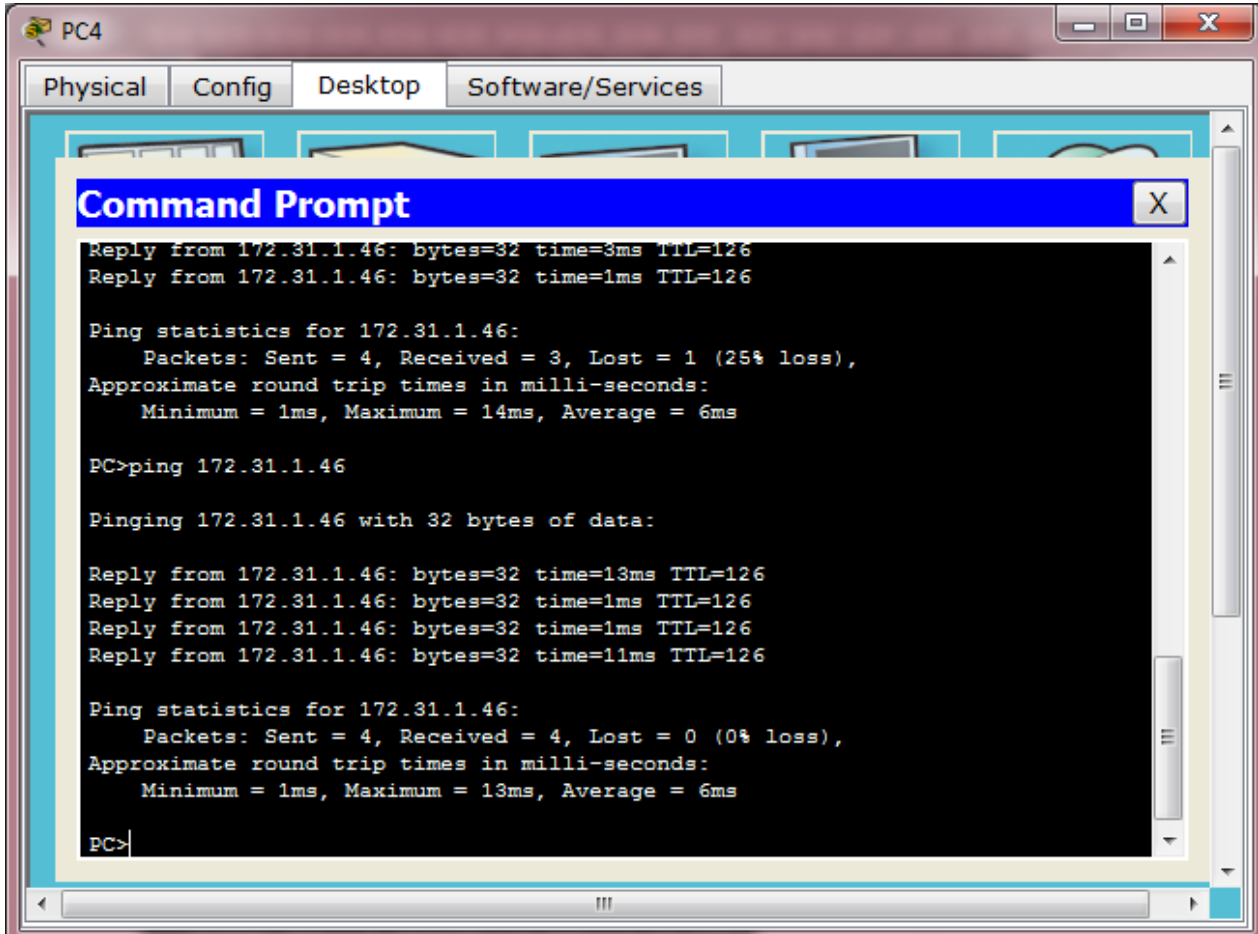 PC4
Physical Config Desktop Software/Services
Command Prompt X
Reply from 172.31.1.46: bytes=32 time=3ms TTL=126
Reply from 172.31.1.46: bytes=32 time=1ms TTL=126
Ping statistics for 172.31.1.46:
Packets: Sent = 4, Received = 3, Lost = 1 (25% loss),
Approximate round trip times in milli-seconds:
Minimum = 1ms, Maximum = 14ms, Average = 6ms
PC>ping 172.31.1.46
Pinging 172.31.1.46 with 32 bytes of data:
Reply from 172.31.1.46: bytes=32 time=13ms TTL=126
Reply from 172.31.1.46: bytes=32 time=1ms TTL=126
Reply from 172.31.1.46: bytes=32 time=1ms TTL=126
Reply from 172.31.1.46: bytes=32 time=11ms TTL=126
Ping statistics for 172.31.1.46:
Packets: Sent = 4, Received = 4, Lost = 0 (0% loss),
Approximate round trip times in milli-seconds:
Minimum = 1ms, Maximum = 13ms, Average = 6ms
PC>